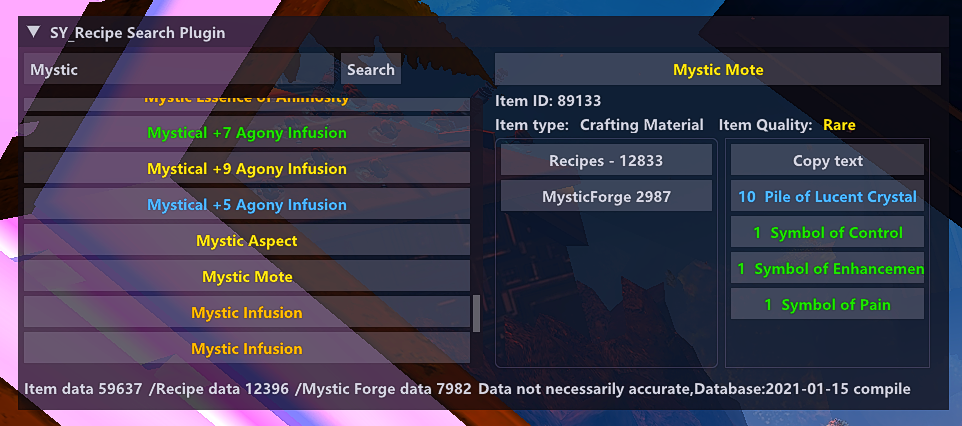 SY_Recipe Search Plugin
Mystic
Search
Mystic Essence of Animosity
Mystical +7 Agony Infusion
Mystical +9 Agony Infusion
Mystical +5 Agony Infusion
Mystic Aspect
Mystic Mote
Mystic Infusion
Mystic Infusion
Mystic Mote
Item ID: 89133
Item type: Crafting Material Item Quality: Rare
Recipes - 12833
MysticForge 2987
Copy text
10 Pile of Lucent Crystal
1 Symbol of Control
1 Symbol of Enhancemen
1 Symbol of Pain
Item data 59637 /Recipe data 12396 /Mystic Forge data 7982 Data not necessarily accurate,Database:2021-01-15 compile